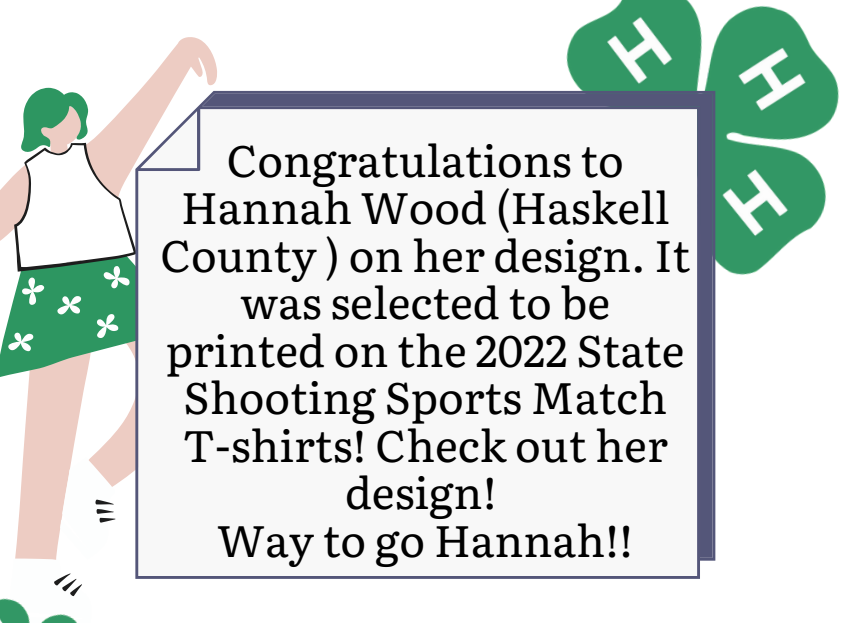 H
H
H
Congratulations to
Hannah Wood (Haskell
County ) on her design. It
was selected to be
printed on the 2022 State
Shooting Sports Match
T-shirts! Check out her
design!
Way to go Hannah!!